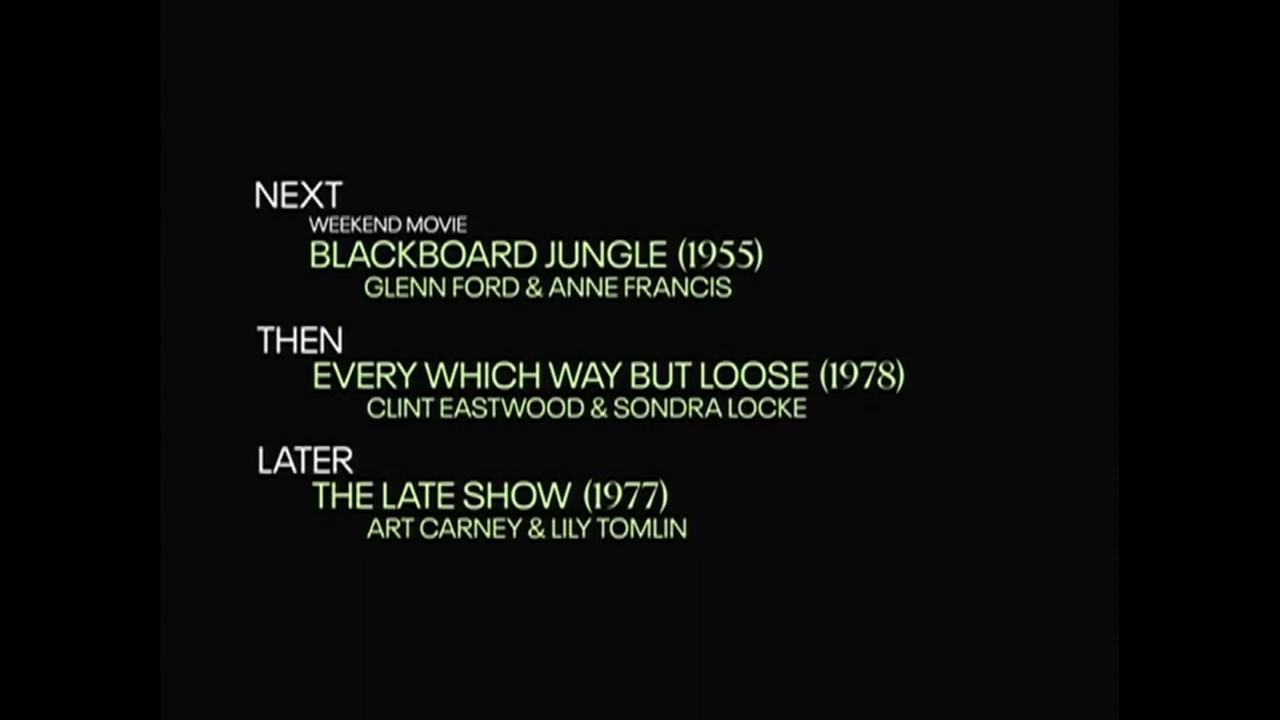 NEXT
WEEKEND MOVIE
BLACKBOARD JUNGLE (1955)
GLENN FORD & ANNE FRANCIS
THEN
EVERY WHICH WAY BUT LOOSE (1978)
CLINT EASTWOOD & SONDRA LOCKE
LATER
THE LATE SHOW (1977)
ART CARNEY & LILY TOMLIN